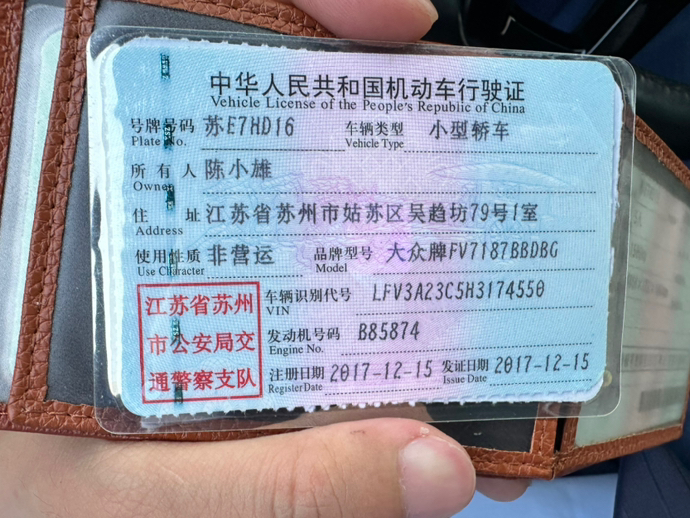 中华人民共和国机动车行驶证
Vehicle License of the People's Republic of China
号牌号码 苏E7HD16 车辆类型 小型轿车
Plate No. Vehicle Type
所有人 陈小雄
Owner
住址 江苏省苏州市姑苏区吴趋坊79号1室
Address
使用性质 非营运 品牌型号 大众牌FV7187BBDBG
Use Character Model
江苏省苏州
市公安局交
通警察支队
车辆识别代号 LFV3A23C5H3174550
VIN
发动机号码 B85874
Engine No.
注册日期 2017-12-15 发证日期 2017-12-15
Register Date Issue Date